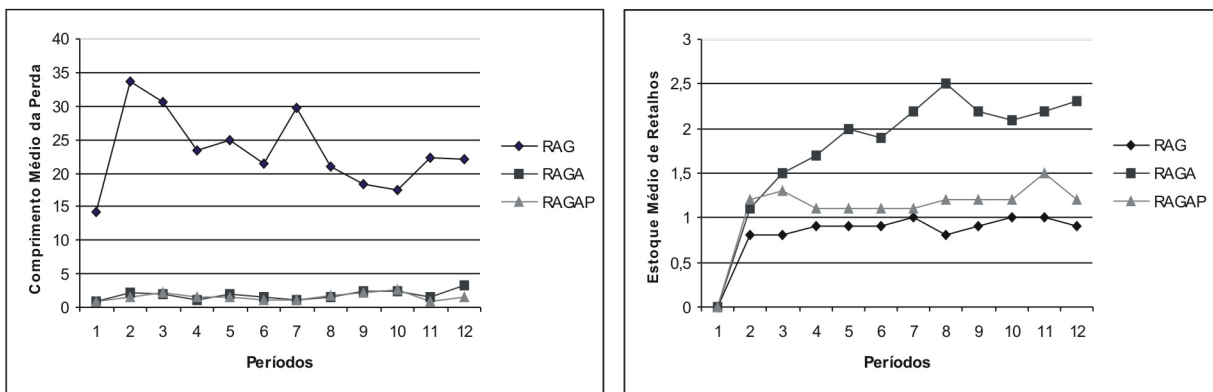 Comprimento Médio da Perda
40
35
30
25
20
15
10
5
0
1 2 3 4 5 6 7 8 9 10 11 12
Períodos
RAG
RAGA
RAGAP
Estoque Médio de Retalhos
3
2,5
2
1,5
1
0,5
0
1 2 3 4 5 6 7 8 9 10 11 12
Períodos
RAG
RAGA
RAGAP